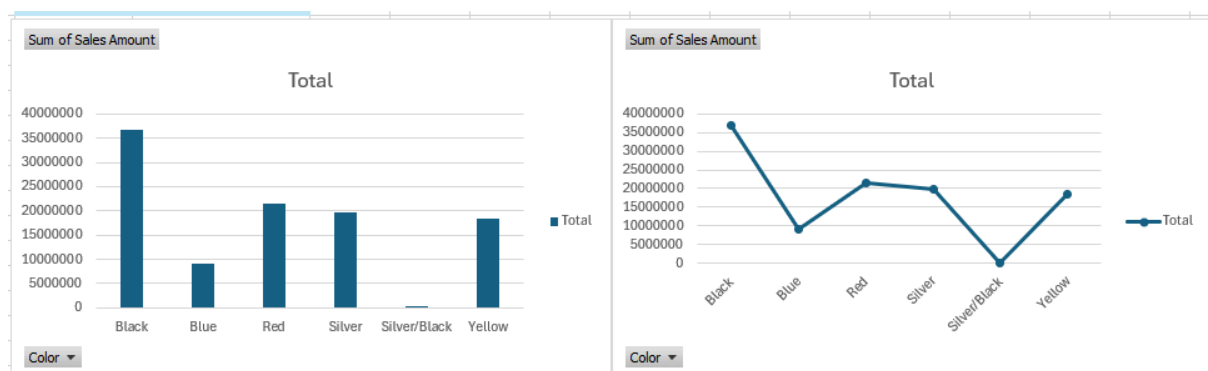 Sum of Sales Amount
Total
40000000
35000000
30000000
25000000
20000000
15000000
10000000
5000000
0
Black Blue Red Silver Silver/Black Yellow
Total
Color
Sum of Sales Amount
Total
40000000
35000000
30000000
25000000
20000000
15000000
10000000
5000000
0
Black Blue Red Silver Silver/Black Yellow
Total
Color